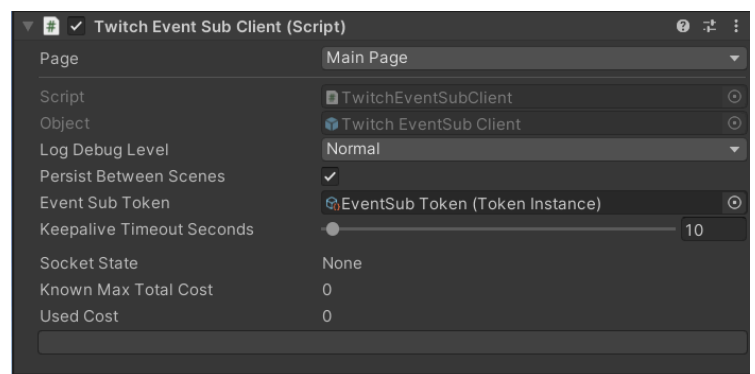 Twitch Event Sub Client (Script)
Page Main Page
Script TwitchEventSubClient
Object Twitch EventSub Client
Log Debug Level Normal
Persist Between Scenes
Event Sub Token EventSub Token (Token Instance)
Keepalive Timeout Seconds 10
Socket State None
Known Max Total Cost 0
Used Cost 0